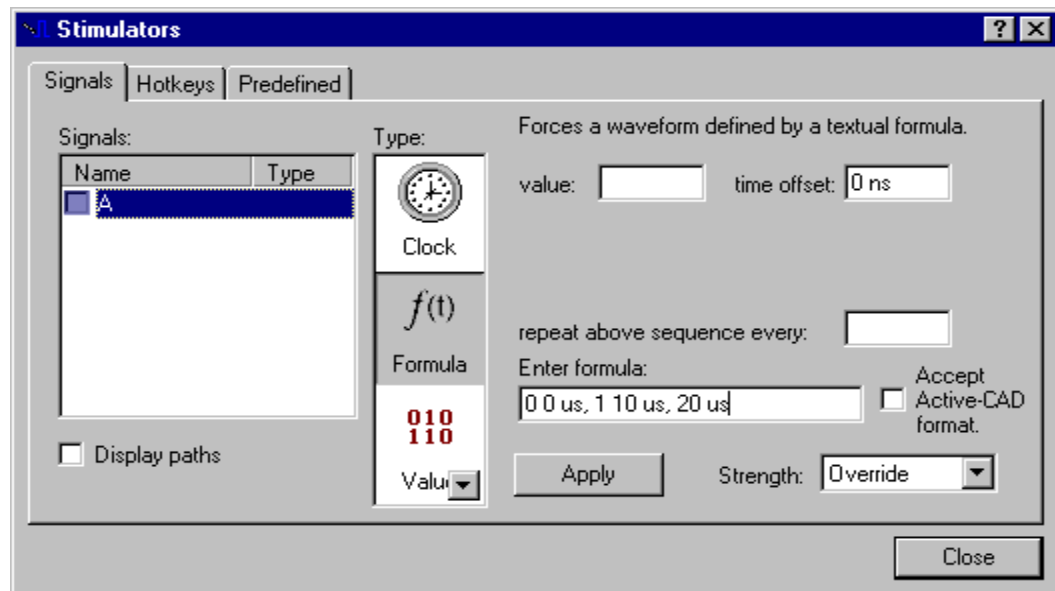 Stimulators
Signals Hotkeys Predefined
Signals:
Name Type
A
Display paths
Type:
Clock
f(t)
Formula
010
110
Valu
Forces a waveform defined by a textual formula.
value: time offset: 0 ns
repeat above sequence every:
Enter formula:
0 0 us, 1 10 us, 20 us
Accept
Active-CAD
format.
Apply Strength: Override
Close